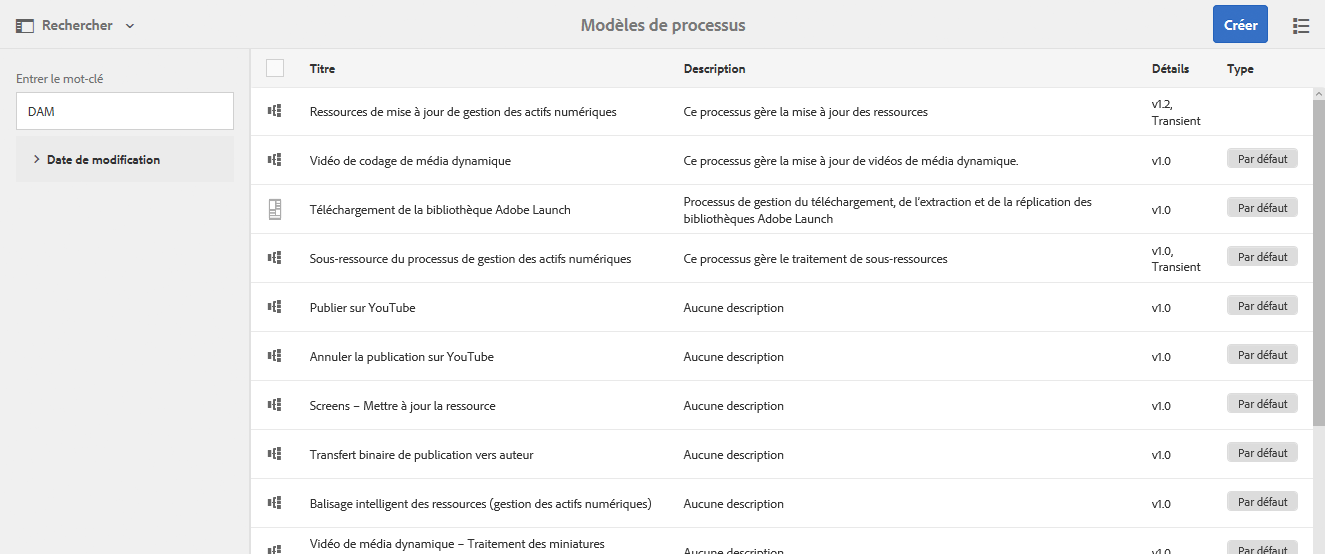 Rechercher
Modèles de processus
Créer
Entrer le mot-clé
DAM
Date de modification
Titre Description Détails Type
Ressources de mise à jour de gestion des actifs numériques Ce processus gère la mise à jour des ressources v1.2,
Transient
Vidéo de codage de média dynamique Ce processus gère la mise à jour de vidéos de média dynamique. v1.0 Par défaut
Téléchargement de la bibliothèque Adobe Launch Processus de gestion du téléchargement, de l'extraction et de la réplication des
bibliothèques Adobe Launch v1.0 Par défaut
Sous-ressource du processus de gestion des actifs numériques Ce processus gère le traitement de sous-ressources v1.0,
Transient Par défaut
Publier sur YouTube Aucune description v1.0 Par défaut
Annuler la publication sur YouTube Aucune description v1.0 Par défaut
Screens – Mettre à jour la ressource Aucune description v1.0 Par défaut
Transfert binaire de publication vers auteur Aucune description v1.0 Par défaut
Balisage intelligent des ressources (gestion des actifs numériques) Aucune description v1.0 Par défaut
Vidéo de média dynamique – Traitement des miniatures Aucune description v1.0 Par défaut